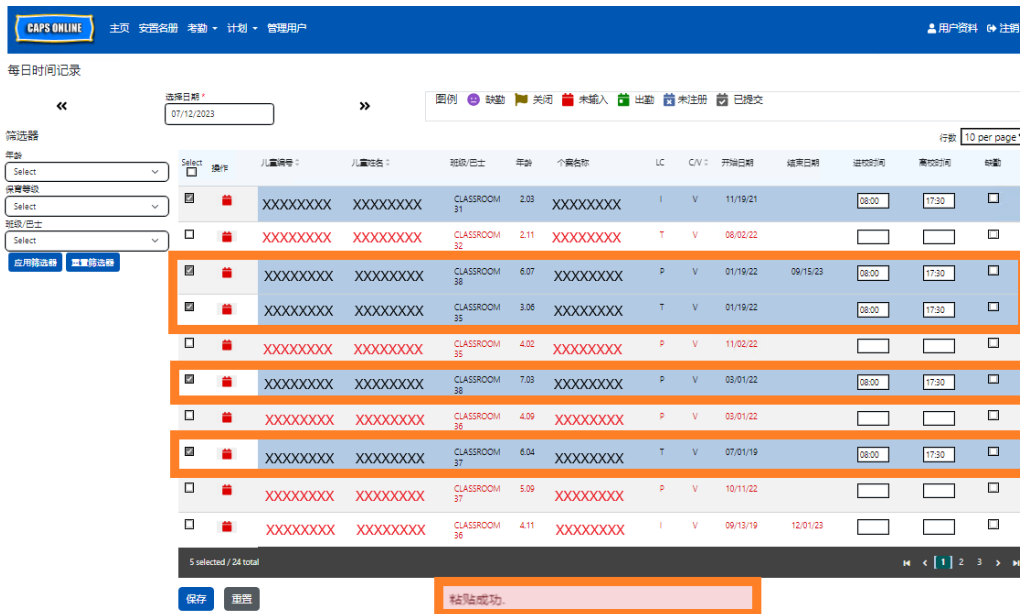 CAPS ONLINE 主页 安置名册 考勤 计划 管理用户 用户资料 注销
每日时间记录
选择日期 *
« 07/12/2023 »
图例 缺勤 关闭 未输入 出勤 未注册 已提交
筛选器
行数 10 per page
年龄
Select
保育等级
Select
班级/巴士
Select
应用筛选器 重置筛选器
Select 操作 儿童编号 儿童姓名 班级/巴士 年龄 个案名称 LC C/V 开始日期 结束日期 进校时间 离校时间 缺勤
XXXXXXXX XXXXXXXX CLASSROOM 31 2.03 XXXXXXXX I V 11/19/21 08:00 17:30
XXXXXXXX XXXXXXXX CLASSROOM 32 2.11 XXXXXXXX T V 08/02/22
XXXXXXXX XXXXXXXX CLASSROOM 38 6.07 XXXXXXXX P V 01/19/22 09/15/23 08:00 17:30
XXXXXXXX XXXXXXXX CLASSROOM 35 3.06 XXXXXXXX T V 01/19/22 08:00 17:30
XXXXXXXX XXXXXXXX CLASSROOM 35 4.02 XXXXXXXX P V 11/02/22
XXXXXXXX XXXXXXXX CLASSROOM 38 7.03 XXXXXXXX P V 03/01/22 08:00 17:30
XXXXXXXX XXXXXXXX CLASSROOM 36 4.09 XXXXXXXX P V 03/01/22
XXXXXXXX XXXXXXXX CLASSROOM 37 6.04 XXXXXXXX T V 07/01/19 08:00 17:30
XXXXXXXX XXXXXXXX CLASSROOM 37 5.09 XXXXXXXX P V 10/11/22
XXXXXXXX XXXXXXXX CLASSROOM 36 4.11 XXXXXXXX I V 09/13/19 12/01/23
5 selected / 24 total 1 2 3
保存 重置 粘贴成功.